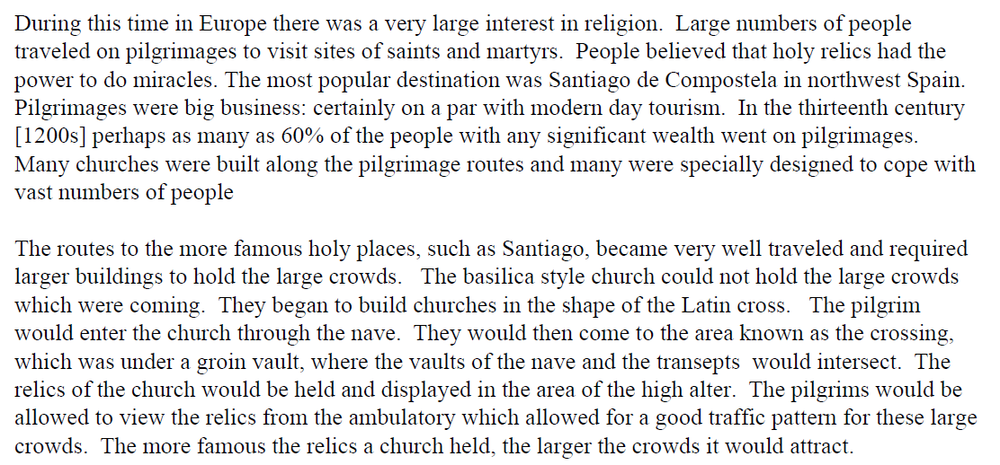 During this time in Europe there was a very large interest in religion.  Large numbers of people
traveled on pilgrimages to visit sites of saints and martyrs.  People believed that holy relics had the
power to do miracles. The most popular destination was Santiago de Compostela in northwest Spain.
Pilgrimages were big business: certainly on a par with modern day tourism.  In the thirteenth century
[1200s] perhaps as many as 60% of the people with any significant wealth went on pilgrimages.
Many churches were built along the pilgrimage routes and many were specially designed to cope with
vast numbers of people

The routes to the more famous holy places, such as Santiago, became very well traveled and required
larger buildings to hold the large crowds.   The basilica style church could not hold the large crowds
which were coming.  They began to build churches in the shape of the Latin cross.   The pilgrim
would enter the church through the nave.  They would then come to the area known as the crossing,
which was under a groin vault, where the vaults of the nave and the transepts  would intersect.  The
relics of the church would be held and displayed in the area of the high alter.  The pilgrims would be
allowed to view the relics from the ambulatory which allowed for a good traffic pattern for these large
crowds.  The more famous the relics a church held, the larger the crowds it would attract.